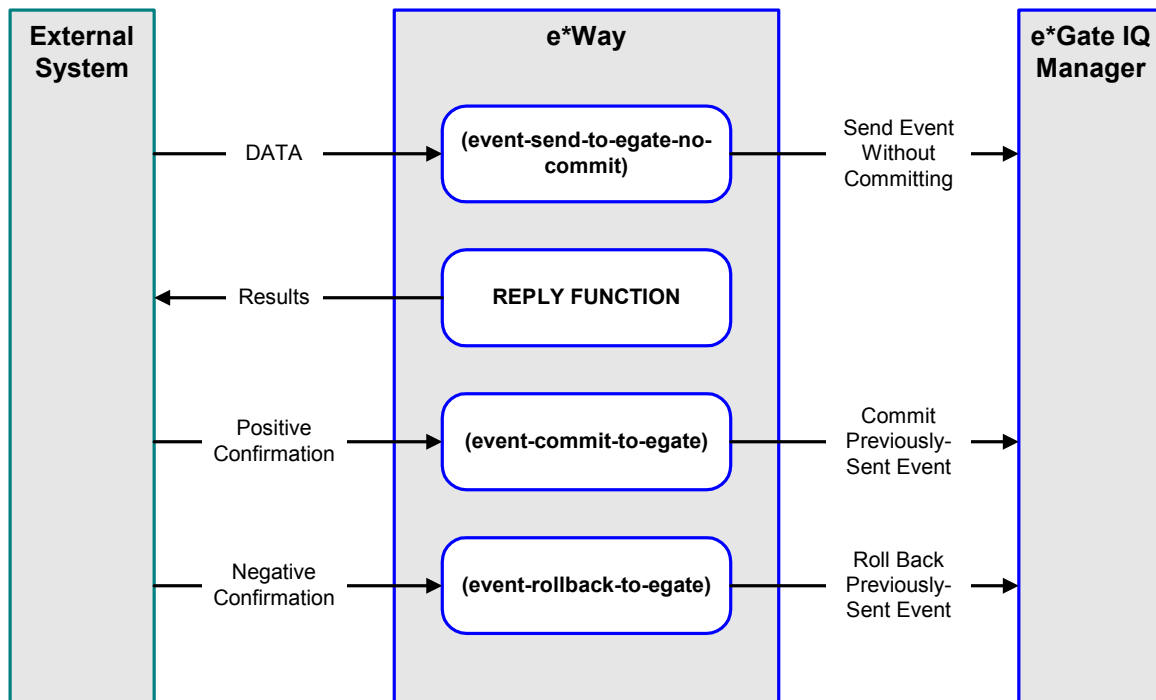 External
System
e*Way
e*Gate IQ
Manager
DATA
(event-send-to-egate-no-
commit)
Send Event
Without
Committing
Results
REPLY FUNCTION
Positive
Confirmation
(event-commit-to-egate)
Commit
Previously-
Sent Event
Negative
Confirmation
(event-rollback-to-egate)
Roll Back
Previously-
Sent Event